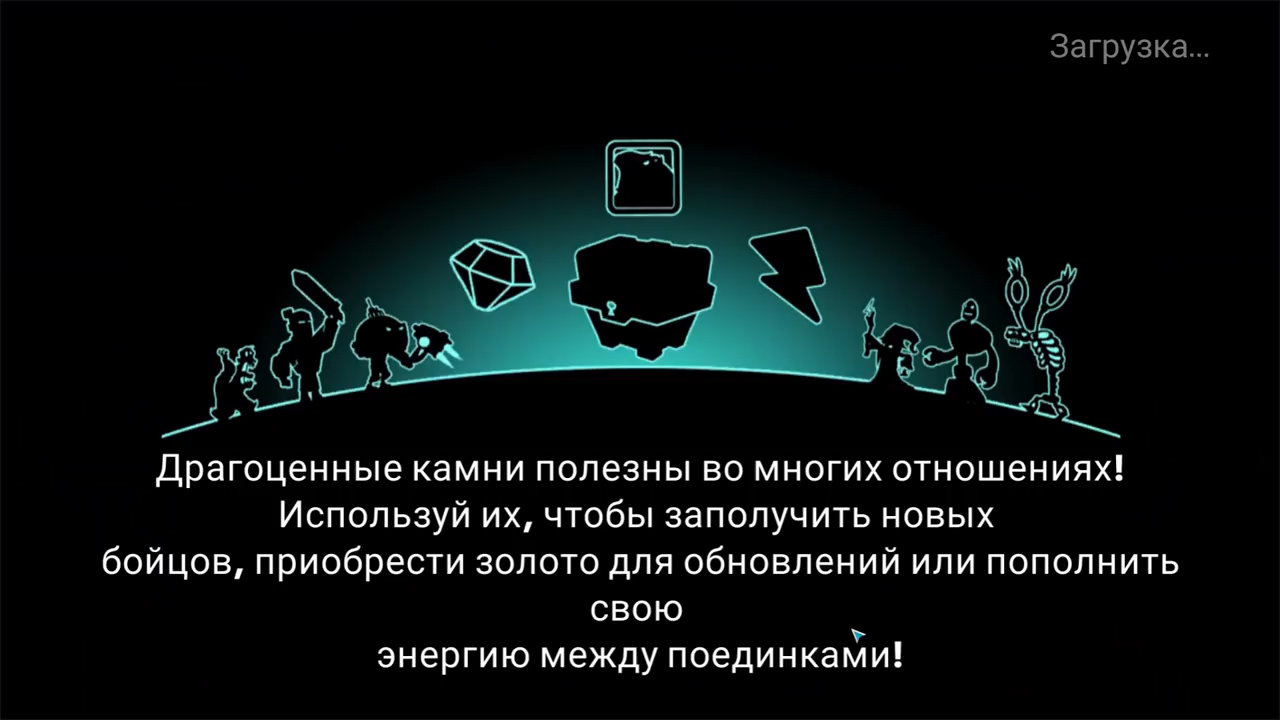 Загрузка...
Драгоценные камни полезны во многих отношениях!
Используй их, чтобы заполучить новых
бойцов, приобрести золото для обновлений или пополнить
свою
энергию между поединками!